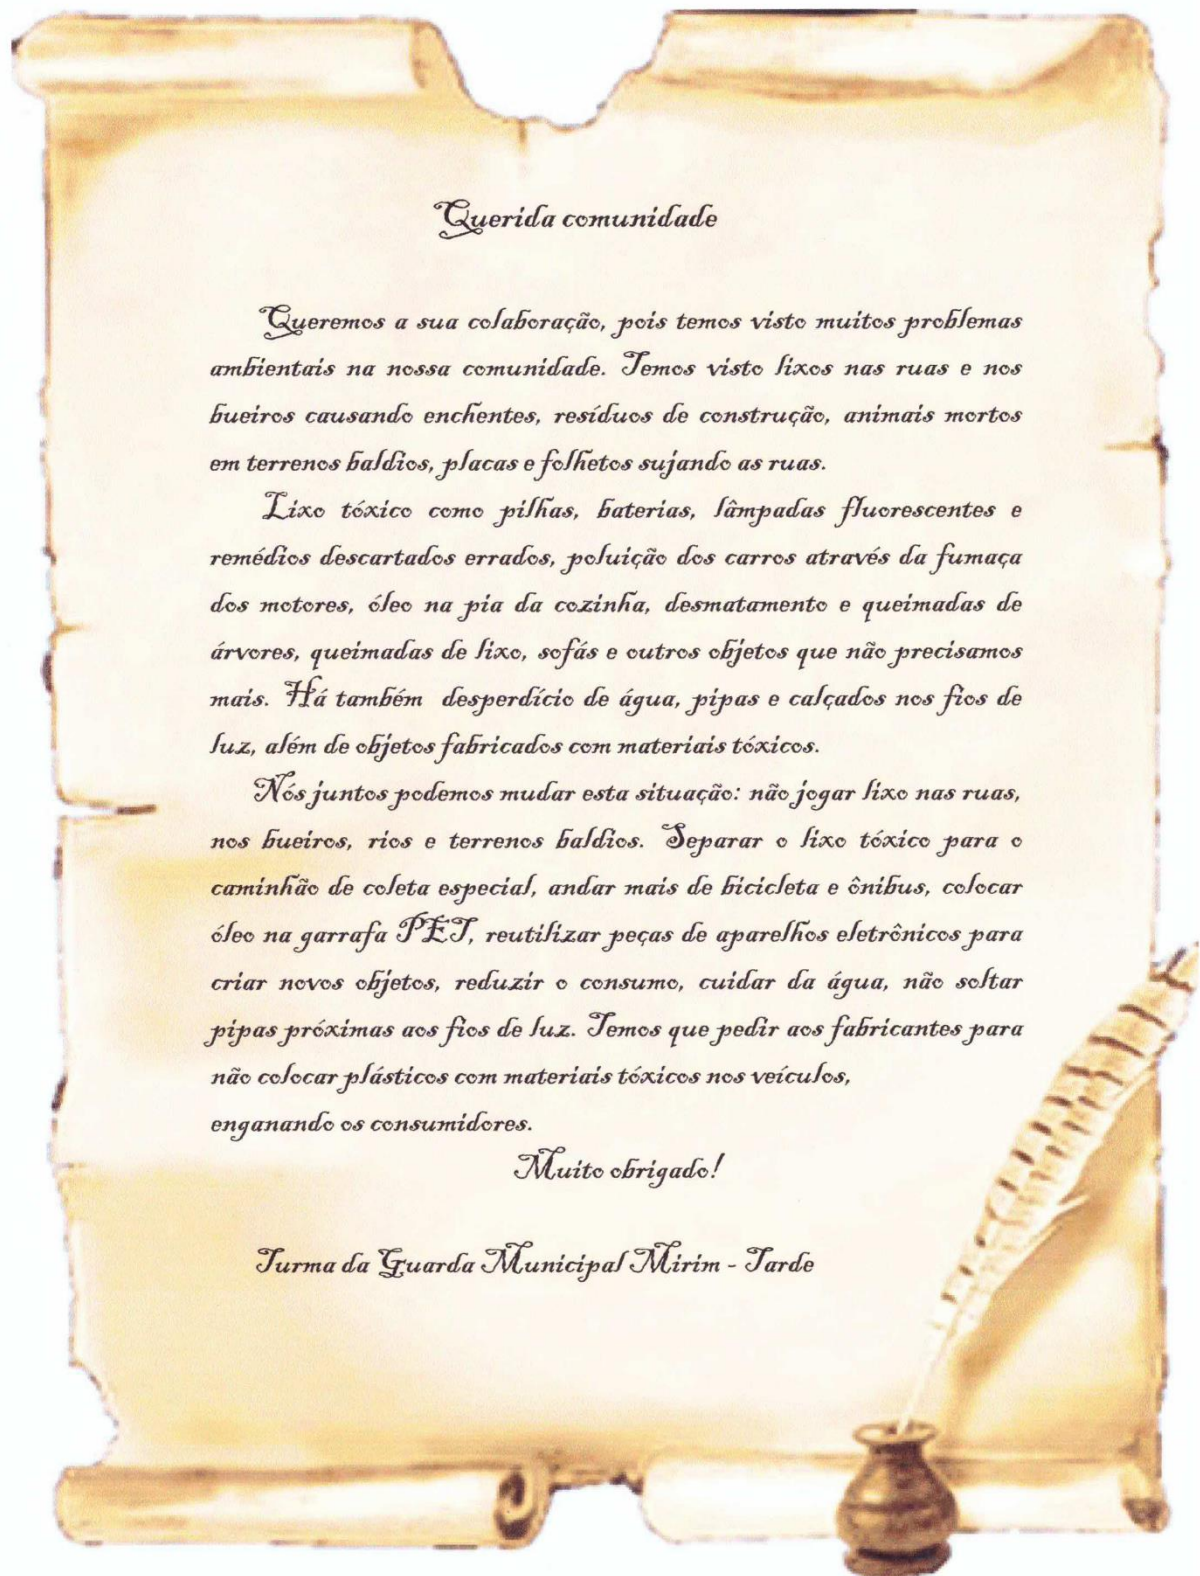 Querida comunidade
Queremos a sua colaboração, pois temos visto muitos problemas
ambientais na nossa comunidade. Temos visto lixos nas ruas e nos
bueiros causando enchentes, resíduos de construção, animais mortos
em terrenos baldios, placas e folhetos sujando as ruas.
Lixo tóxico como pilhas, baterias, lâmpadas fluorescentes e
remédios descartados errados, poluição dos carros através da fumaça
dos motores, óleo na pia da cozinha, desmatamento e queimadas de
árvores, queimadas de lixo, sofás e outros objetos que não precisamos
mais. Há também desperdício de água, pipas e calçados nos fios de
luz, além de objetos fabricados com materiais tóxicos.
Nós juntos podemos mudar esta situação: não jogar lixo nas ruas,
nos bueiros, rios e terrenos baldios. Separar o lixo tóxico para o
caminhão de coleta especial, andar mais de bicicleta e ônibus, colocar
óleo na garrafa PET, reutilizar peças de aparelhos eletrônicos para
criar novos objetos, reduzir o consumo, cuidar da água, não soltar
pipas próximas aos fios de luz. Temos que pedir aos fabricantes para
não colocar plásticos com materiais tóxicos nos veículos,
enganando os consumidores.
Muito obrigado!
Turma da Guarda Municipal Mirim - Tarde